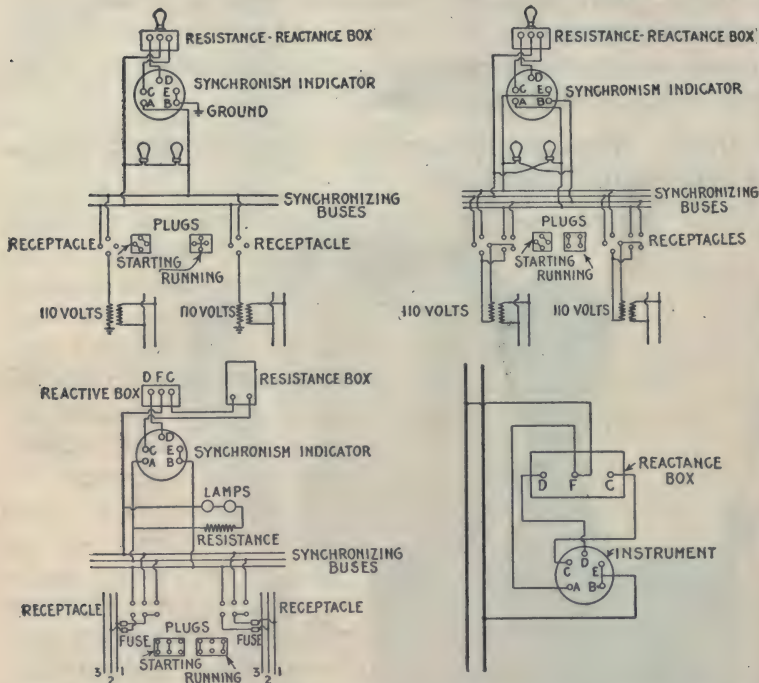 RESISTANCE-REACTANCE BOX
SYNCHRONISM INDICATOR
D
C E
A B
GROUND
SYNCHRONIZING
BUSES
PLUGS
RECEPTACLE
RECEPTACLE
STARTING
RUNNING
110 VOLTS
110 VOLTS
RESISTANCE-REACTANCE BOX
SYNCHRONISM INDICATOR
D
C E
A B
SYNCHRONIZING
BUSES
PLUGS
RECEPTACLES
STARTING
RUNNING
110 VOLTS
110 VOLTS
D F C
REACTIVE BOX
RESISTANCE BOX
SYNCHRONISM INDICATOR
D
C E
A B
LAMPS
RESISTANCE
SYNCHRONIZING
BUSES
RECEPTACLE
RECEPTACLE
FUSE
PLUGS
FUSE
STARTING
RUNNING
3 2 1
3 2 1
D F C
REACTANCE
BOX
INSTRUMENT
D
C E
A B